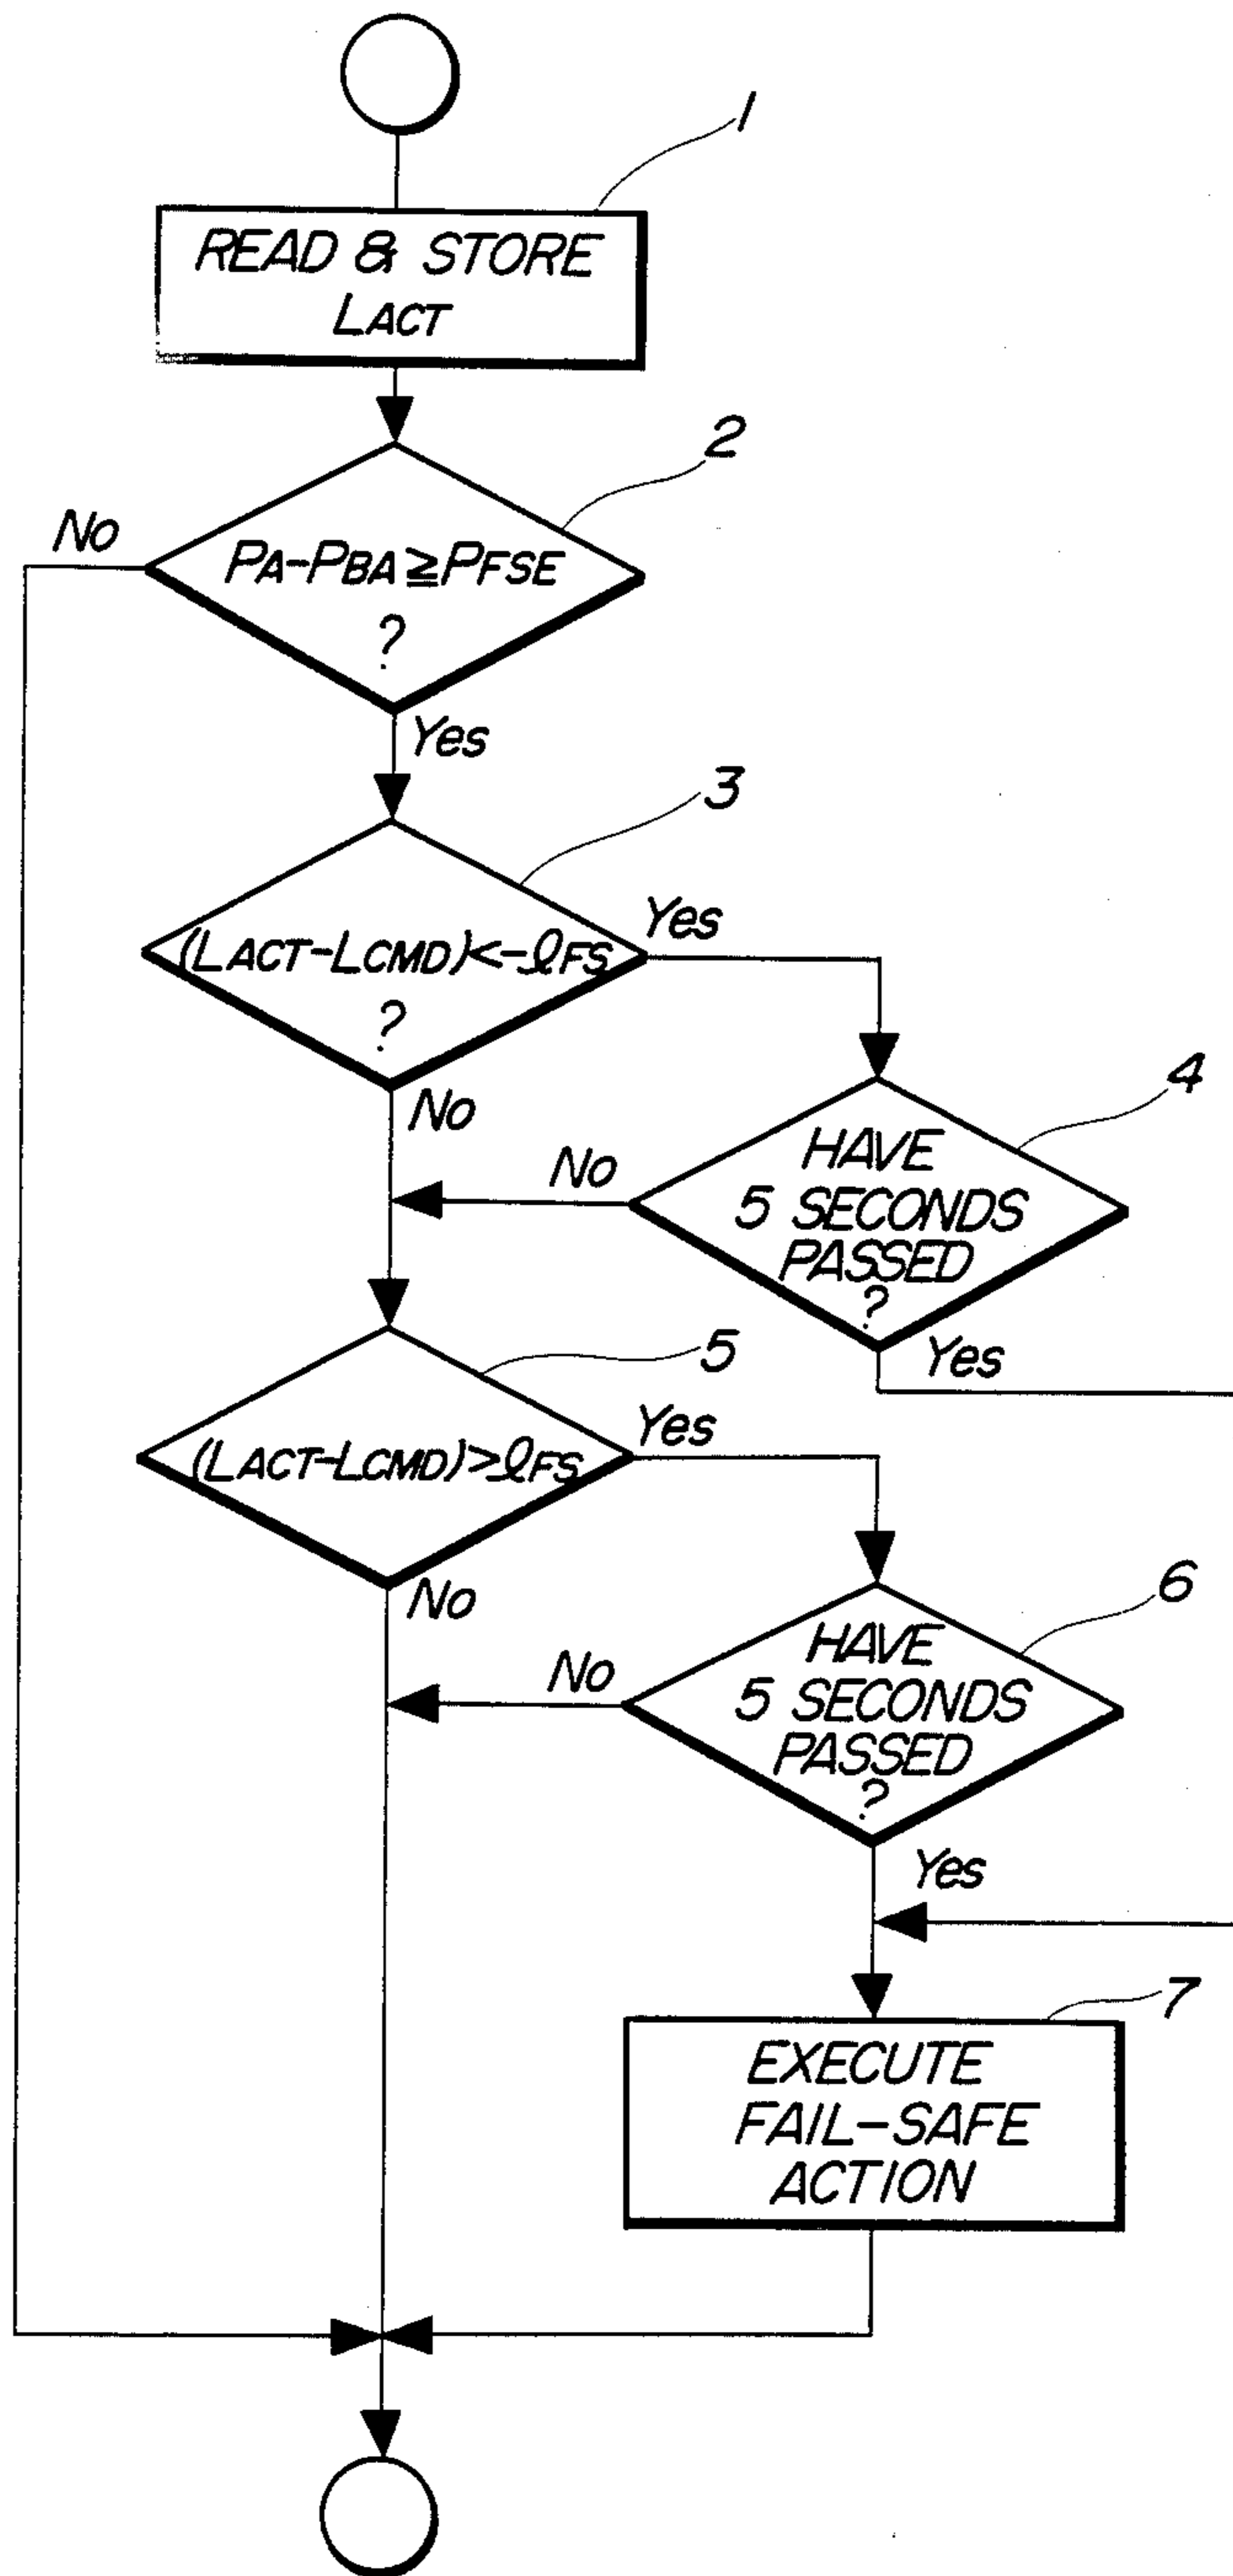 1
READ & STORE
LACT
2
No
PA-PBA≧PFSE
?
Yes
3
Yes
(LACT-LCMD)<-ℓFS
?
No
4
No
HAVE
5 SECONDS
PASSED
?
Yes
5
Yes
(LACT-LCMD)>ℓFS
No
6
No
HAVE
5 SECONDS
PASSED
?
Yes
7
EXECUTE
FAIL-SAFE
ACTION